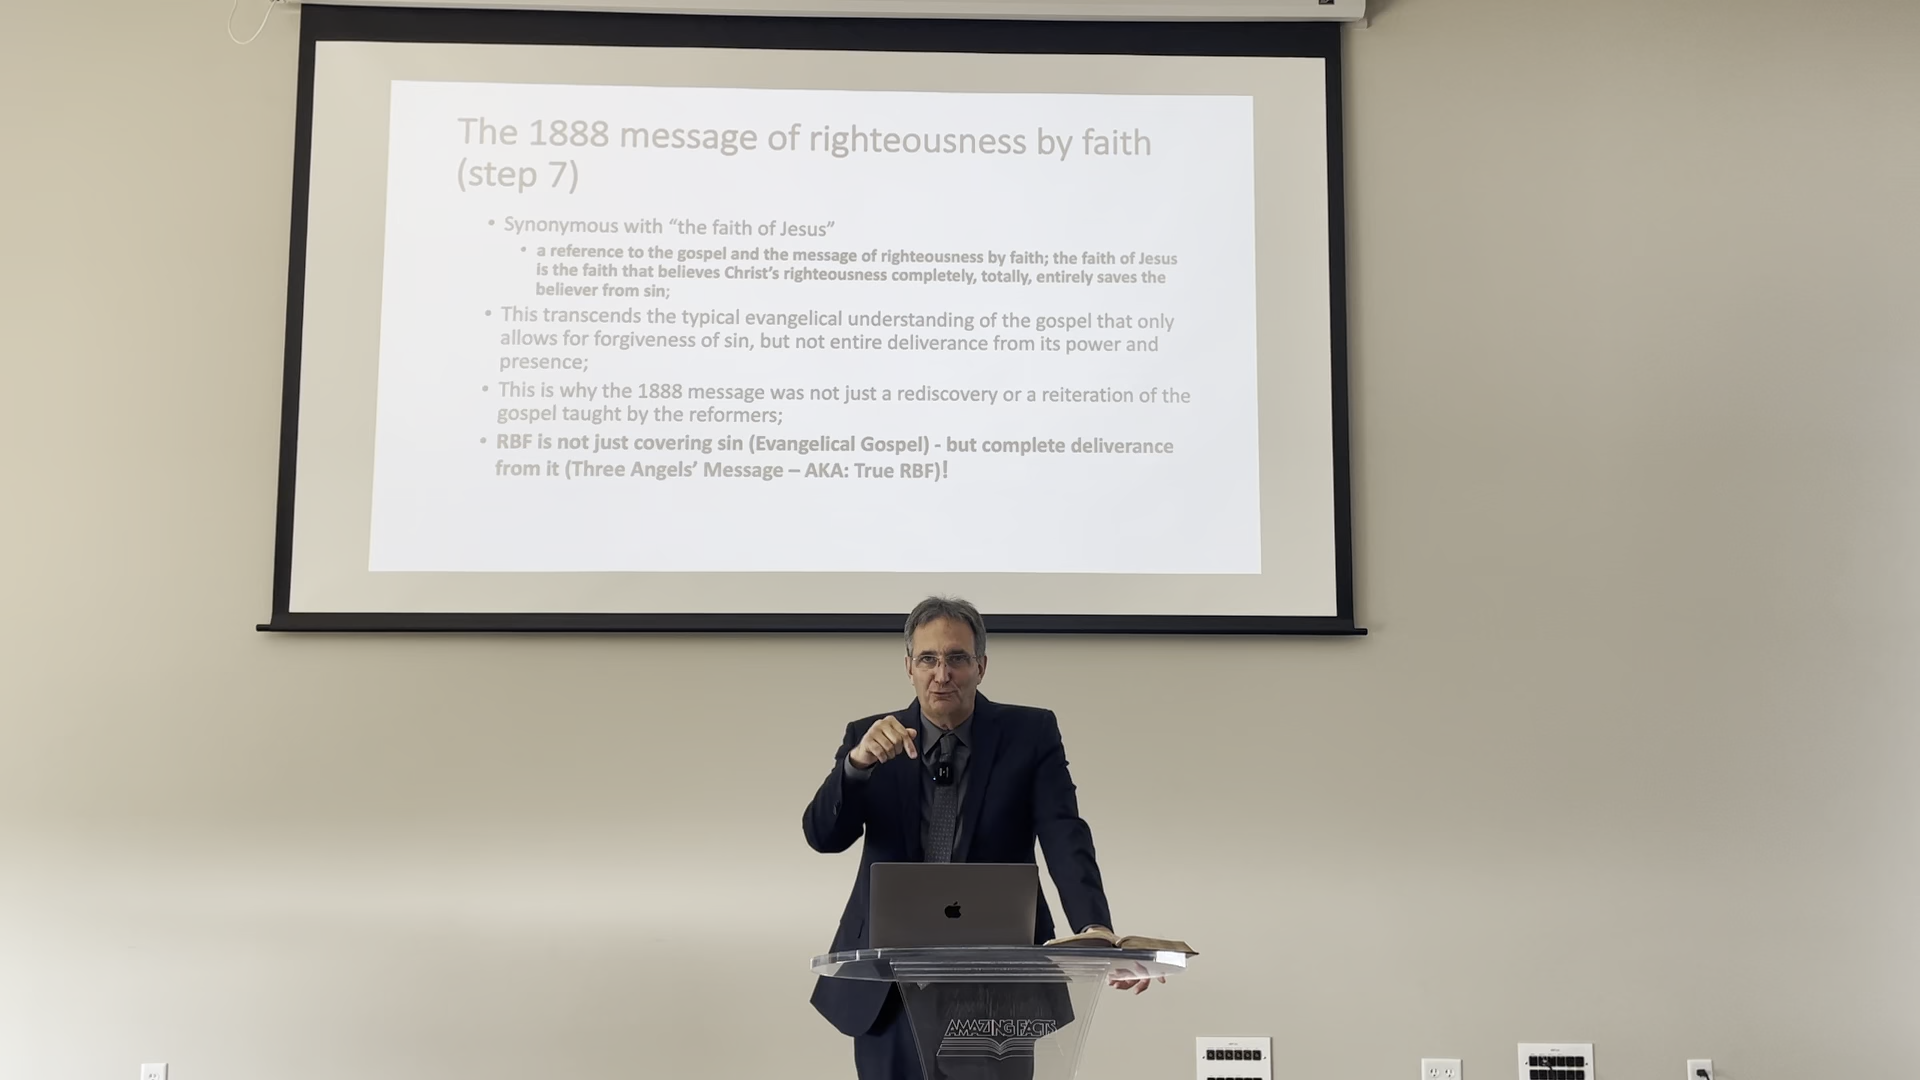 The 1888 message of righteousness by faith
(step 7)
• Synonymous with “the faith of Jesus”
• a reference to the gospel and the message of righteousness by faith; the faith of Jesus
is the faith that believes Christ’s righteousness completely, totally, entirely saves the
believer from sin;
• This transcends the typical evangelical understanding of the gospel that only
allows for forgiveness of sin, but not entire deliverance from its power and
presence;
• This is why the 1888 message was not just a rediscovery or a reiteration of the
gospel taught by the reformers;
• RBF is not just covering sin (Evangelical Gospel) - but complete deliverance
from it (Three Angels’ Message – AKA: True RBF)!
AMAZING FACTS